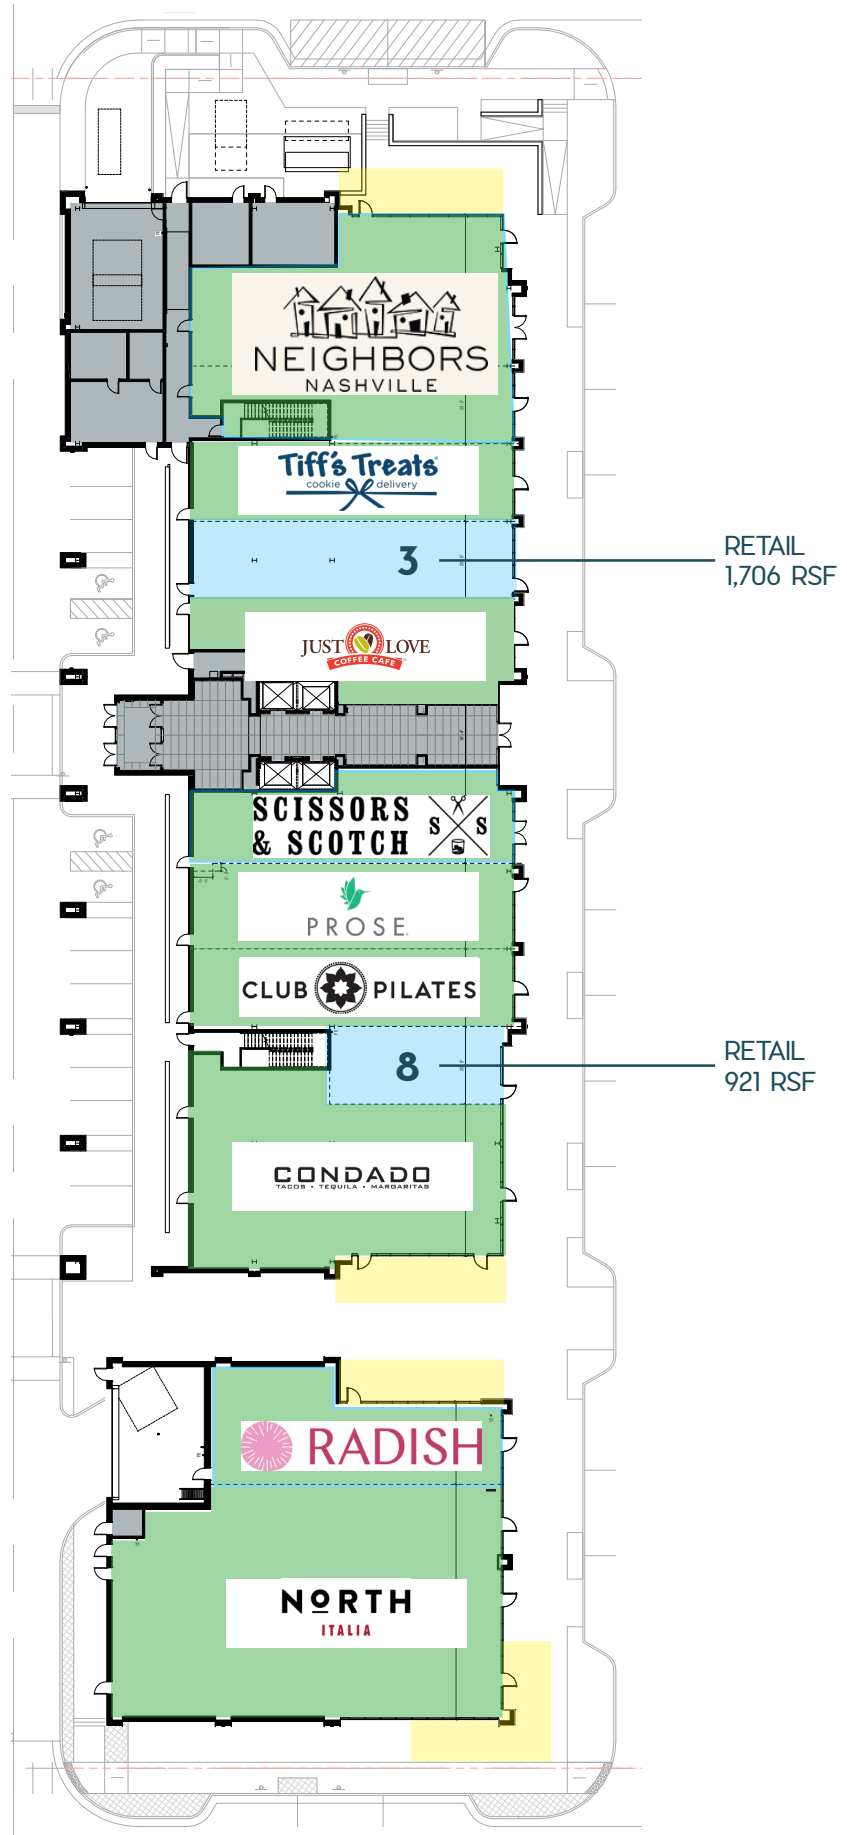 NEIGHBORS
NASHVILLE
Tiff's Treats
cookie delivery
3
RETAIL
1,706 RSF
JUST LOVE
COFFEE CAFE
SCISSORS
& SCOTCH
S S
PROSE
CLUB PILATES
8
RETAIL
921 RSF
CONDADO
TACOS • TEQUILA • MARGARITAS
RADISH
NORTH
ITALIA